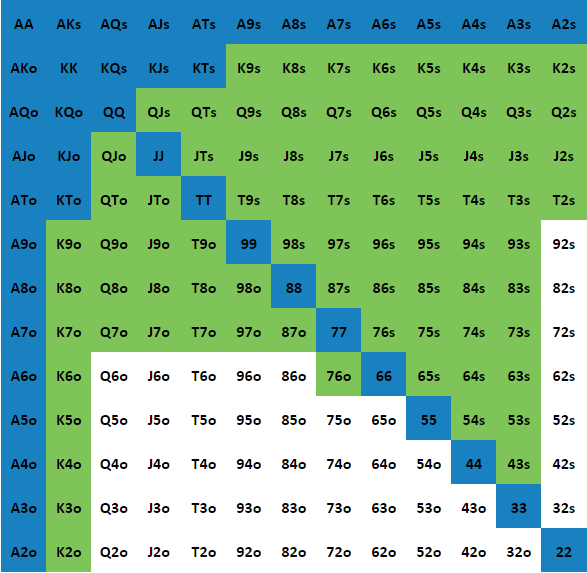 AA AKs AQs AJs ATs A9s A8s A7s A6s A5s A4s A3s A2s
AKo KK KQs KJs KTs K9s K8s K7s K6s K5s K4s K3s K2s
AQo KQo QQ QJs QTs Q9s Q8s Q7s Q6s Q5s Q4s Q3s Q2s
AJo KJo QJo JJ JTs J9s J8s J7s J6s J5s J4s J3s J2s
ATo KTo QTo JTo TT T9s T8s T7s T6s T5s T4s T3s T2s
A9o K9o Q9o J9o T9o 99 98s 97s 96s 95s 94s 93s 92s
A8o K8o Q8o J8o T8o 98o 88 87s 86s 85s 84s 83s 82s
A7o K7o Q7o J7o T7o 97o 87o 77 76s 75s 74s 73s 72s
A6o K6o Q6o J6o T6o 96o 86o 76o 66 65s 64s 63s 62s
A5o K5o Q5o J5o T5o 95o 85o 75o 65o 55 54s 53s 52s
A4o K4o Q4o J4o T4o 94o 84o 74o 64o 54o 44 43s 42s
A3o K3o Q3o J3o T3o 93o 83o 73o 63o 53o 43o 33 32s
A2o K2o Q2o J2o T2o 92o 82o 72o 62o 52o 42o 32o 22